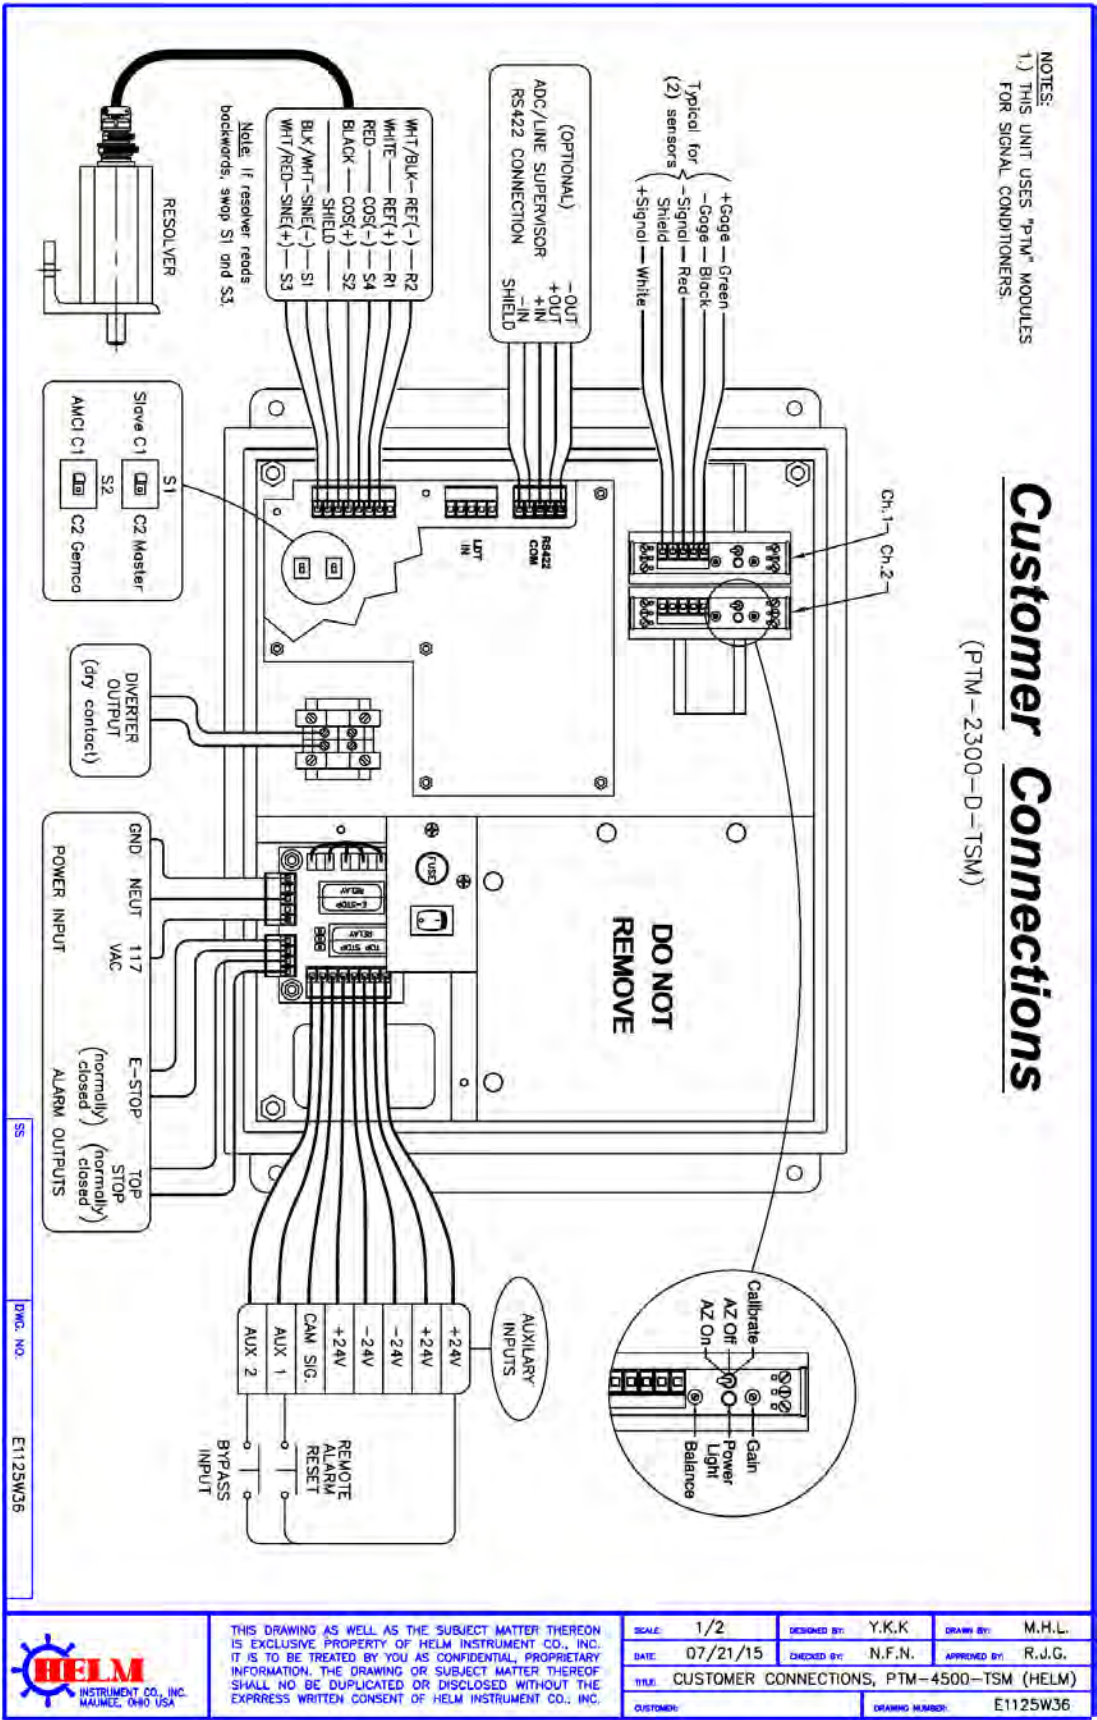 NOTES:
1.) THIS UNIT USES "PTM" MODULES
FOR SIGNAL CONDITIONERS.
Customer Connections
(PTM-2300-D-TSM)
Typical for
(2) sensors
+Gage — Green
-Gage — Black
-Signal — Red
Shield
+Signal — White
Ch.1
Ch.2
(OPTIONAL)
ADC/LINE SUPERVISOR
RS422 CONNECTION
-OUT
+OUT
+IN
-IN
SHIELD
WHT/BLK — REF(-) — R2
WHITE — REF(+) — R1
RED — COS(-) — S4
BLACK — COS(+) — S2
SHIELD
BLK/WHT-SINE(-) — S1
WHT/RED-SINE(+) — S3
Note: If resolver reads
backwards, swap S1 and S3.
RESOLVER
RS422
COM
LDT
IN
S1
Slave C1
C2 Master
S2
AMCI C1
C2 Gemco
DIVERTER
OUTPUT
(dry contact)
FUSE
E-STOP
RELAY
TOP STOP
RELAY
DO NOT
REMOVE
GND
NEUT
117
VAC
POWER INPUT
E-STOP
(normally
closed)
TOP
STOP
(normally
closed)
ALARM OUTPUTS
AUXILARY
INPUTS
+24V
+24V
-24V
-24V
+24V
CAM SIG.
AUX 1
AUX 2
REMOTE
ALARM
RESET
BYPASS
INPUT
Calibrate
AZ Off
AZ On
Gain
Power
Light
Balance
SS
DWG. NO.
E1125W36
HELM
INSTRUMENT CO., INC.
MAUMEE, OHIO USA
THIS DRAWING AS WELL AS THE SUBJECT MATTER THEREON
IS EXCLUSIVE PROPERTY OF HELM INSTRUMENT CO., INC.
IT IS TO BE TREATED BY YOU AS CONFIDENTIAL, PROPRIETARY
INFORMATION. THE DRAWING OR SUBJECT MATTER THEREOF
SHALL NO BE DUPLICATED OR DISCLOSED WITHOUT THE
EXPRRESS WRITTEN CONSENT OF HELM INSTRUMENT CO., INC.
SCALE: 1/2
DESIGNED BY: Y.K.K
DRAWN BY: M.H.L.
DATE: 07/21/15
CHECKED BY: N.F.N.
APPROVED BY: R.J.G.
TITLE: CUSTOMER CONNECTIONS, PTM-4500-TSM (HELM)
CUSTOMER:
DRAWING NUMBER: E1125W36